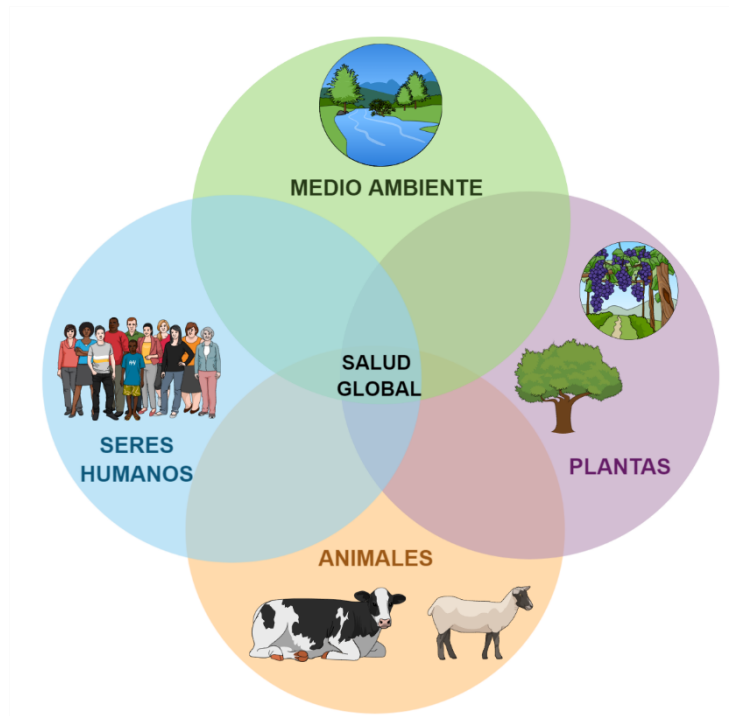 MEDIO AMBIENTE
SALUD
GLOBAL
SERES
HUMANOS
PLANTAS
ANIMALES